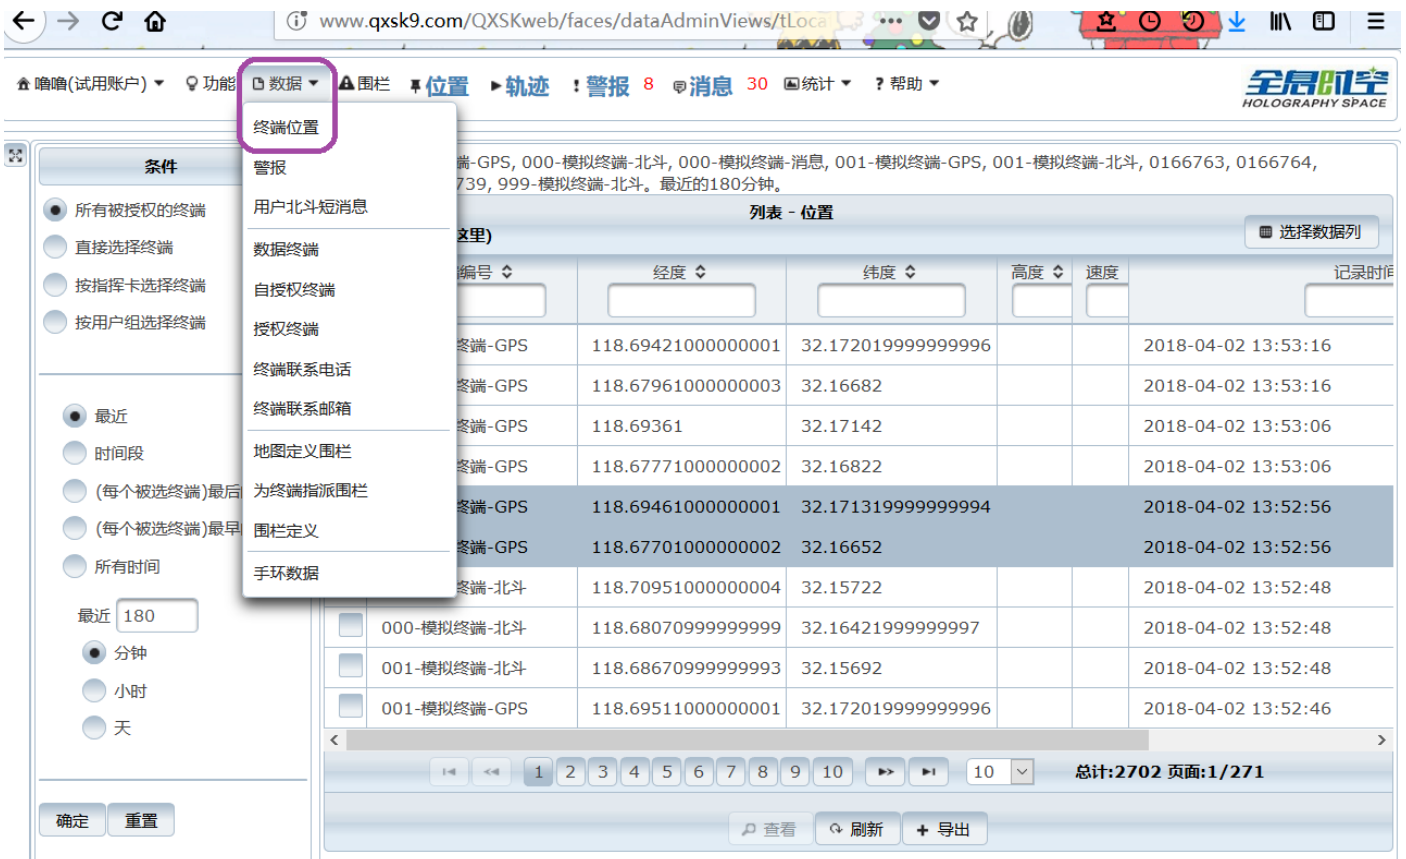 www.qxsk9.com/QXSKweb/faces/dataAdminViews/tLoca
噜噜(试用账户) 功能 数据 围栏 位置 轨迹 警报 8 消息 30 统计 ? 帮助
全息时空
HOLOGRAPHY SPACE
终端位置
警报
用户北斗短消息
数据终端
自授权终端
授权终端
终端联系电话
终端联系邮箱
地图定义围栏
为终端指派围栏
围栏定义
手环数据
条件
所有被授权的终端
直接选择终端
按指挥卡选择终端
按用户组选择终端
最近
时间段
(每个被选终端)最后
(每个被选终端)最早
所有时间
最近 180
分钟
小时
天
确定 重置
端-GPS, 000-模拟终端-北斗, 000-模拟终端-消息, 001-模拟终端-GPS, 001-模拟终端-北斗, 0166763, 0166764,
739, 999-模拟终端-北斗。最近的180分钟。
列表 - 位置
这里)
选择数据列
编号 经度 纬度 高度 速度 记录时间
终端-GPS 118.69421000000001 32.172019999999996 2018-04-02 13:53:16
终端-GPS 118.67961000000003 32.16682 2018-04-02 13:53:16
终端-GPS 118.69361 32.17142 2018-04-02 13:53:06
终端-GPS 118.67771000000002 32.16822 2018-04-02 13:53:06
终端-GPS 118.69461000000001 32.171319999999994 2018-04-02 13:52:56
终端-GPS 118.67701000000002 32.16652 2018-04-02 13:52:56
终端-北斗 118.70951000000004 32.15722 2018-04-02 13:52:48
000-模拟终端-北斗 118.68070999999999 32.16421999999997 2018-04-02 13:52:48
001-模拟终端-北斗 118.68670999999993 32.15692 2018-04-02 13:52:48
001-模拟终端-GPS 118.69511000000001 32.172019999999996 2018-04-02 13:52:46
1 2 3 4 5 6 7 8 9 10 10 总计:2702 页面:1/271
查看 刷新 导出